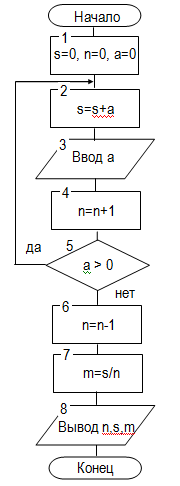 Начало
1
s=0, n=0, a=0
2
s=s+a
3
Ввод a
4
n=n+1
5
да
a > 0
нет
6
n=n-1
7
m=s/n
8
Вывод n,s,m
Конец